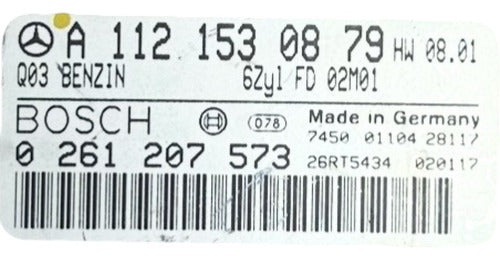 A 112 153 08 79 HW 08.01
Q03 BENZIN 6Zyl FD 02M01
BOSCH 078 Made in Germany
7450 01104 28117
0 261 207 573 26RT5434 020117